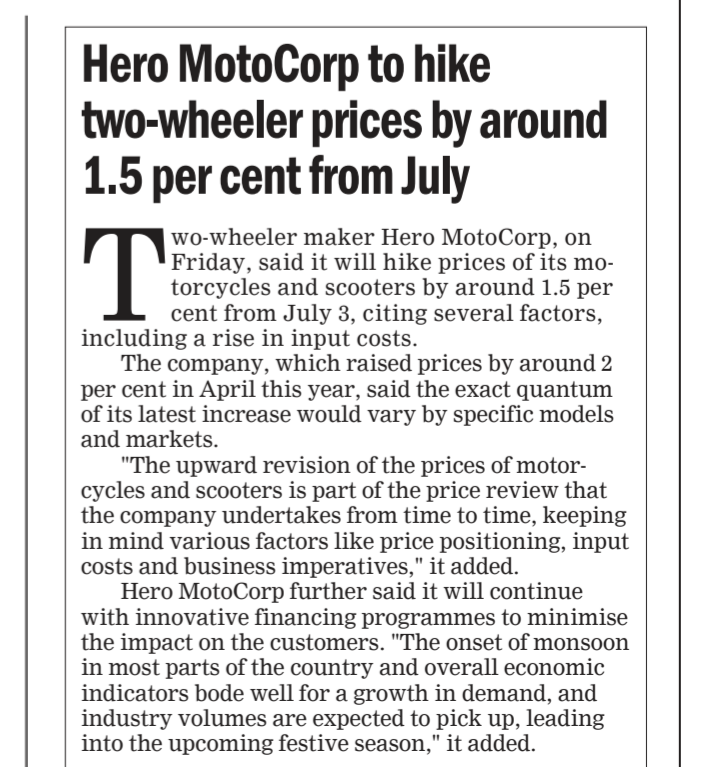 Hero MotoCorp to hike
two-wheeler prices by around
1.5 per cent from July
Two-wheeler maker Hero MotoCorp, on
Friday, said it will hike prices of its mo-
torcycles and scooters by around 1.5 per
cent from July 3, citing several factors,
including a rise in input costs.
The company, which raised prices by around 2
per cent in April this year, said the exact quantum
of its latest increase would vary by specific models
and markets.
"The upward revision of the prices of motor-
cycles and scooters is part of the price review that
the company undertakes from time to time, keeping
in mind various factors like price positioning, input
costs and business imperatives," it added.
Hero MotoCorp further said it will continue
with innovative financing programmes to minimise
the impact on the customers. "The onset of monsoon
in most parts of the country and overall economic
indicators bode well for a growth in demand, and
industry volumes are expected to pick up, leading
into the upcoming festive season," it added.